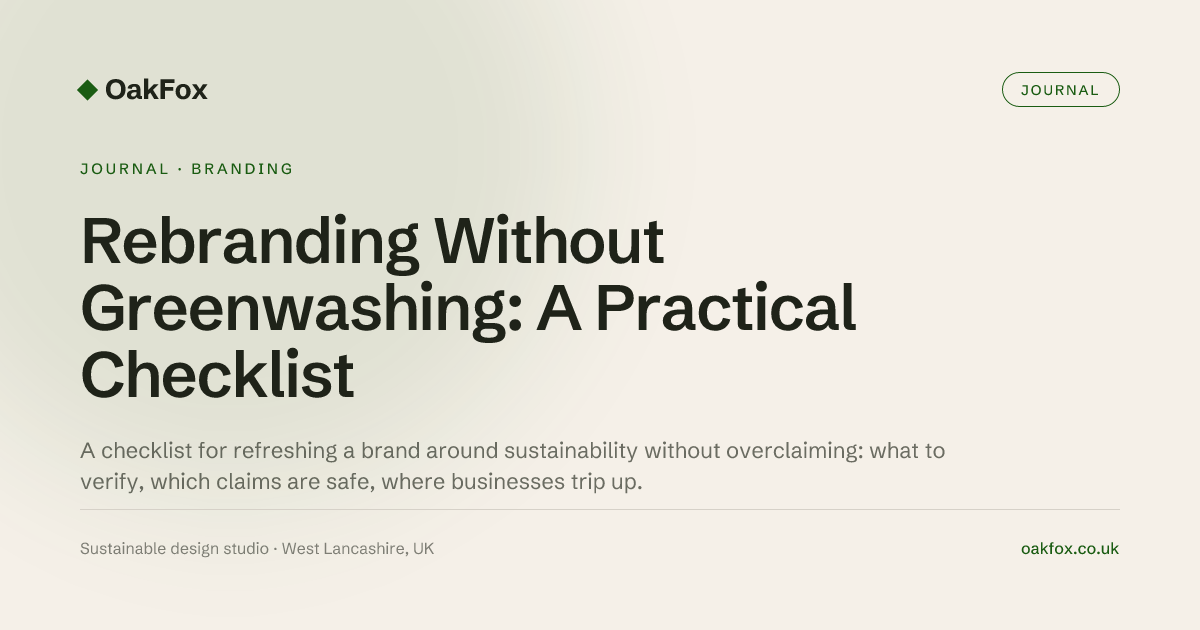 OakFox
JOURNAL
JOURNAL · BRANDING
Rebranding Without
Greenwashing: A Practical
Checklist
A checklist for refreshing a brand around sustainability without overclaiming: what to
verify, which claims are safe, where businesses trip up.
Sustainable design studio · West Lancashire, UK
oakfox.co.uk